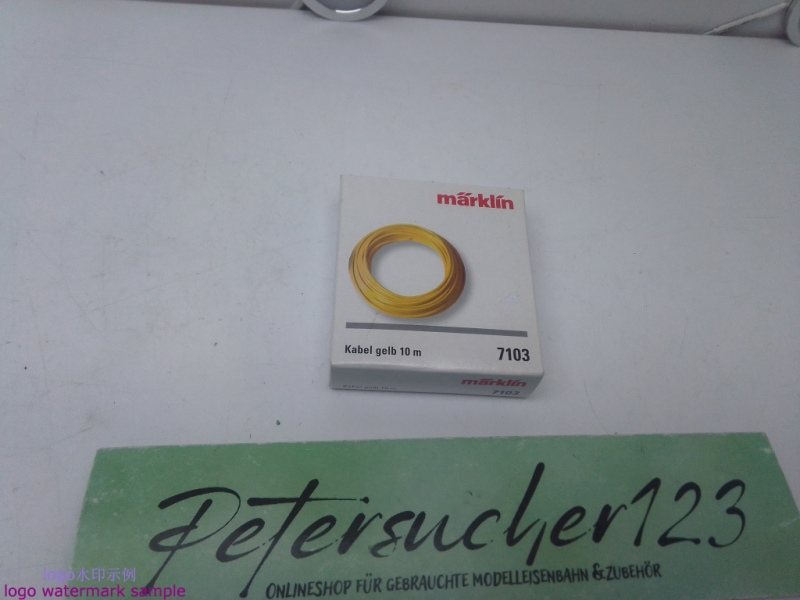 märklin
Kabel gelb 10 m 7103
märklin
7103
Petersucher123
ONLINESHOP FÜR GEBRAUCHTE MODELLEISENBAHN & ZUBEHÖR
logo水印示例
logo watermark sample